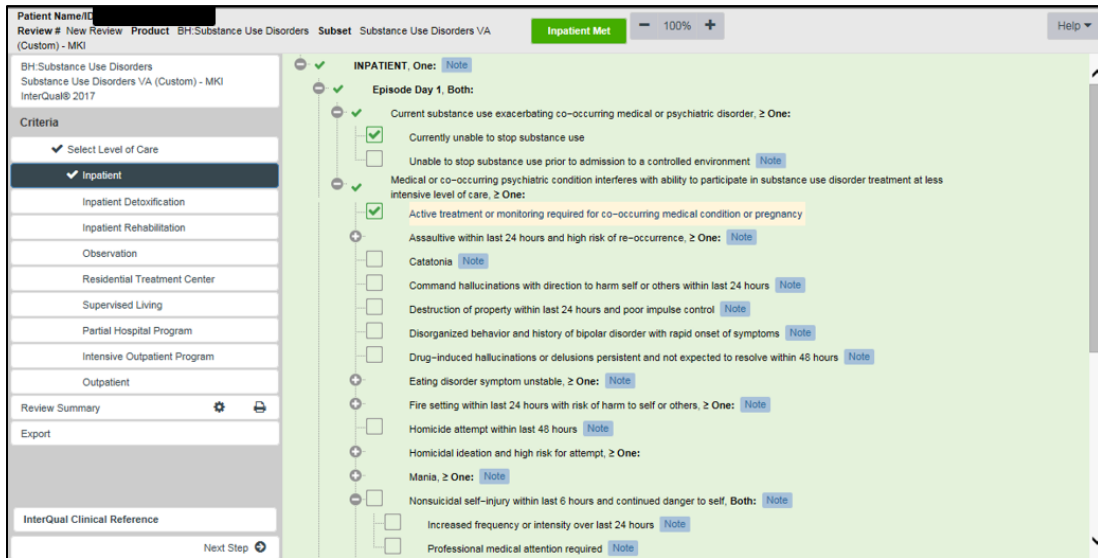 Patient Name/ID
Review # New Review Product BH:Substance Use Disorders Subset Substance Use Disorders VA
(Custom) - MKI
Inpatient Met
100%
Help
BH:Substance Use Disorders
Substance Use Disorders VA (Custom) - MKI
InterQual® 2017
Criteria
Select Level of Care
Inpatient
Inpatient Detoxification
Inpatient Rehabilitation
Observation
Residential Treatment Center
Supervised Living
Partial Hospital Program
Intensive Outpatient Program
Outpatient
Review Summary
Export
InterQual Clinical Reference
Next Step
INPATIENT, One: Note
Episode Day 1, Both:
Current substance use exacerbating co-occurring medical or psychiatric disorder, ≥ One:
Currently unable to stop substance use
Unable to stop substance use prior to admission to a controlled environment Note
Medical or co-occurring psychiatric condition interferes with ability to participate in substance use disorder treatment at less
intensive level of care, ≥ One:
Active treatment or monitoring required for co-occurring medical condition or pregnancy
Assaultive within last 24 hours and high risk of re-occurrence, ≥ One: Note
Catatonia Note
Command hallucinations with direction to harm self or others within last 24 hours Note
Destruction of property within last 24 hours and poor impulse control Note
Disorganized behavior and history of bipolar disorder with rapid onset of symptoms Note
Drug-induced hallucinations or delusions persistent and not expected to resolve within 48 hours Note
Eating disorder symptom unstable, ≥ One: Note
Fire setting within last 24 hours with risk of harm to self or others, ≥ One: Note
Homicide attempt within last 48 hours Note
Homicidal ideation and high risk for attempt, ≥ One:
Mania, ≥ One: Note
Nonsuicidal self-injury within last 6 hours and continued danger to self, Both: Note
Increased frequency or intensity over last 24 hours Note
Professional medical attention required Note